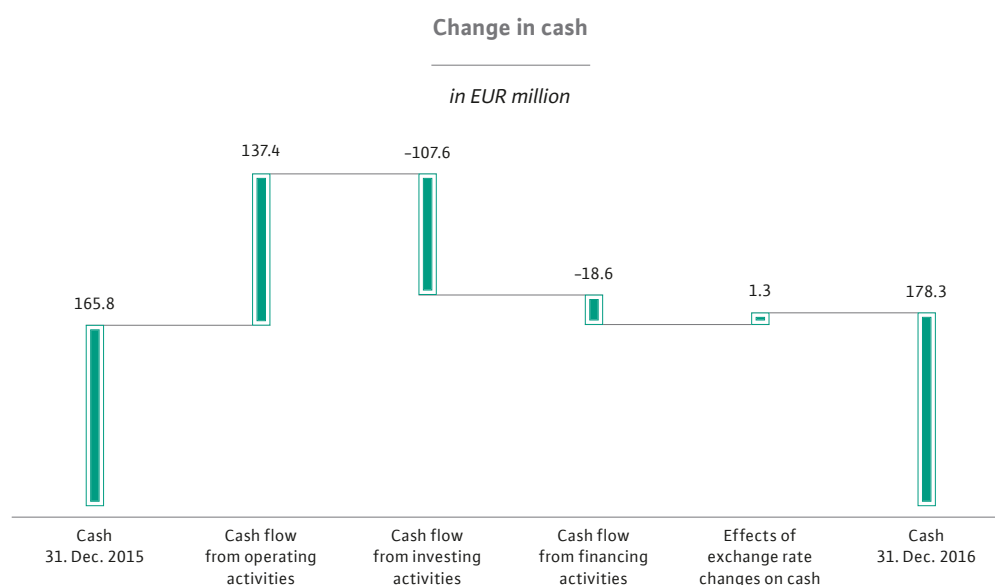 Change in cash
in EUR million
137.4
–107.6
–18.6
1.3
178.3
165.8
Cash
31. Dec. 2015
Cash flow
from operating
activities
Cash flow
from investing
activities
Cash flow
from financing
activities
Effects of
exchange rate
changes on cash
Cash
31. Dec. 2016